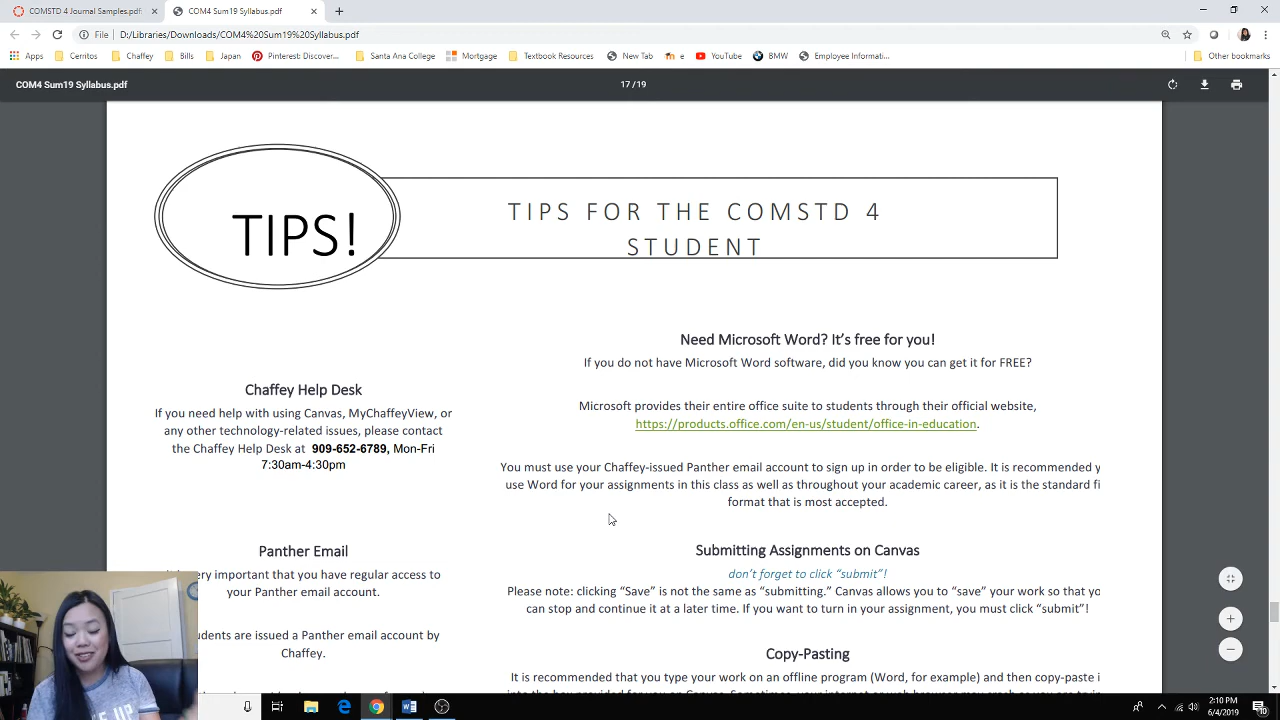 COMSTD 4 Journal Samples.pdf
COM4 Sum19 Syllabus.pdf
File D:/Libraries/Downloads/COM4%20Sum19%20Syllabus.pdf
Apps Cerritos Chaffey Bills Japan Pinterest: Discover... Santa Ana College Mortgage Textbook Resources New Tab e YouTube BMW Employee Informati... Other bookmarks
COM4 Sum19 Syllabus.pdf
17 / 19
TIPS!
TIPS FOR THE COMSTD 4
STUDENT
Chaffey Help Desk
If you need help with using Canvas, MyChaffeyView, or
any other technology-related issues, please contact
the Chaffey Help Desk at 909-652-6789, Mon-Fri
7:30am-4:30pm
Panther Email
ery important that you have regular access to
your Panther email account.
udents are issued a Panther email account by
Chaffey.
Need Microsoft Word? It's free for you!
If you do not have Microsoft Word software, did you know you can get it for FREE?
Microsoft provides their entire office suite to students through their official website,
https://products.office.com/en-us/student/office-in-education.
You must use your Chaffey-issued Panther email account to sign up in order to be eligible. It is recommended y
use Word for your assignments in this class as well as throughout your academic career, as it is the standard fi
format that is most accepted.
Submitting Assignments on Canvas
don't forget to click "submit"!
Please note: clicking "Save" is not the same as "submitting." Canvas allows you to "save" your work so that yo
can stop and continue it at a later time. If you want to turn in your assignment, you must click "submit"!
Copy-Pasting
It is recommended that you type your work on an offline program (Word, for example) and then copy-paste i
2:10 PM
6/4/2019